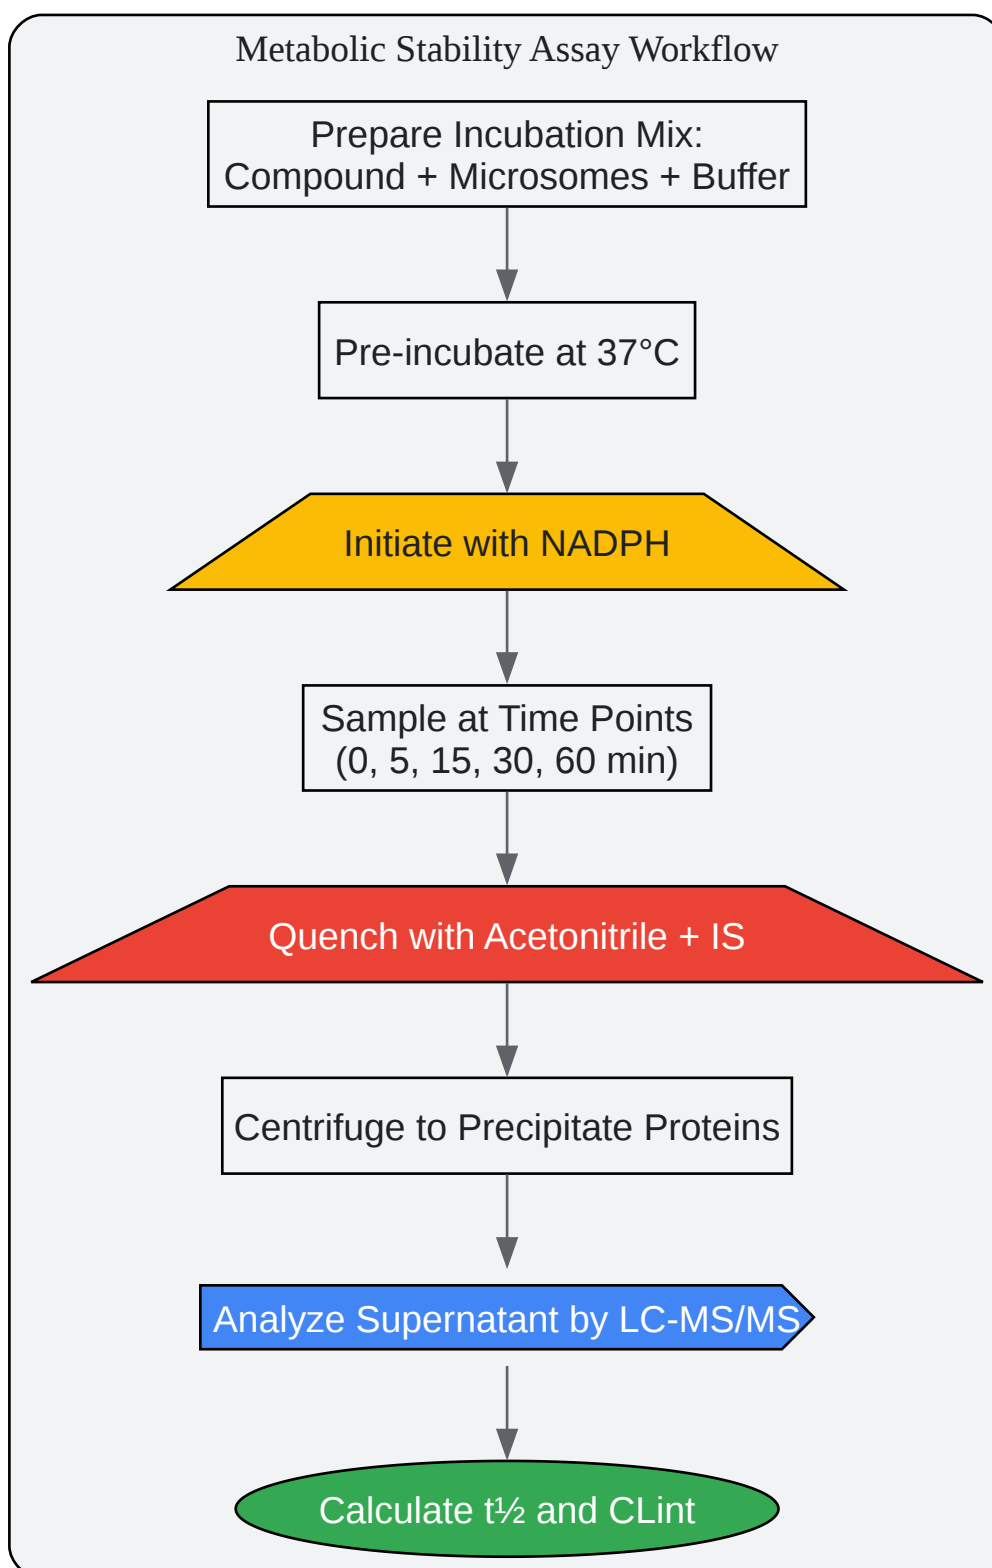 Metabolic Stability Assay Workflow
Prepare Incubation Mix:
Compound + Microsomes + Buffer
Pre-incubate at 37°C
Initiate with NADPH
Sample at Time Points
(0, 5, 15, 30, 60 min)
Quench with Acetonitrile + IS
Centrifuge to Precipitate Proteins
Analyze Supernatant by LC-MS/MS
Calculate t½ and CLint